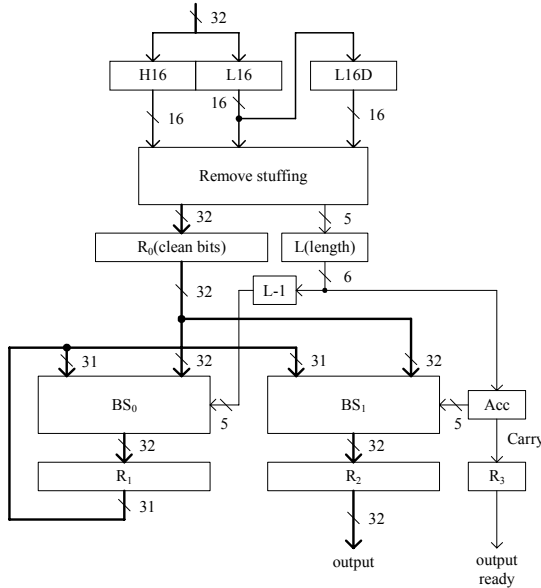 32
H16 L16 L16D
16 16 16
Remove stuffing
32 5
R₀(clean bits) L(length)
6
32 L-1
31 32 31 32
BS₀ BS₁ Acc
5 5
32 32 Carry
R₁ R₂ R₃
31 32
output output
ready